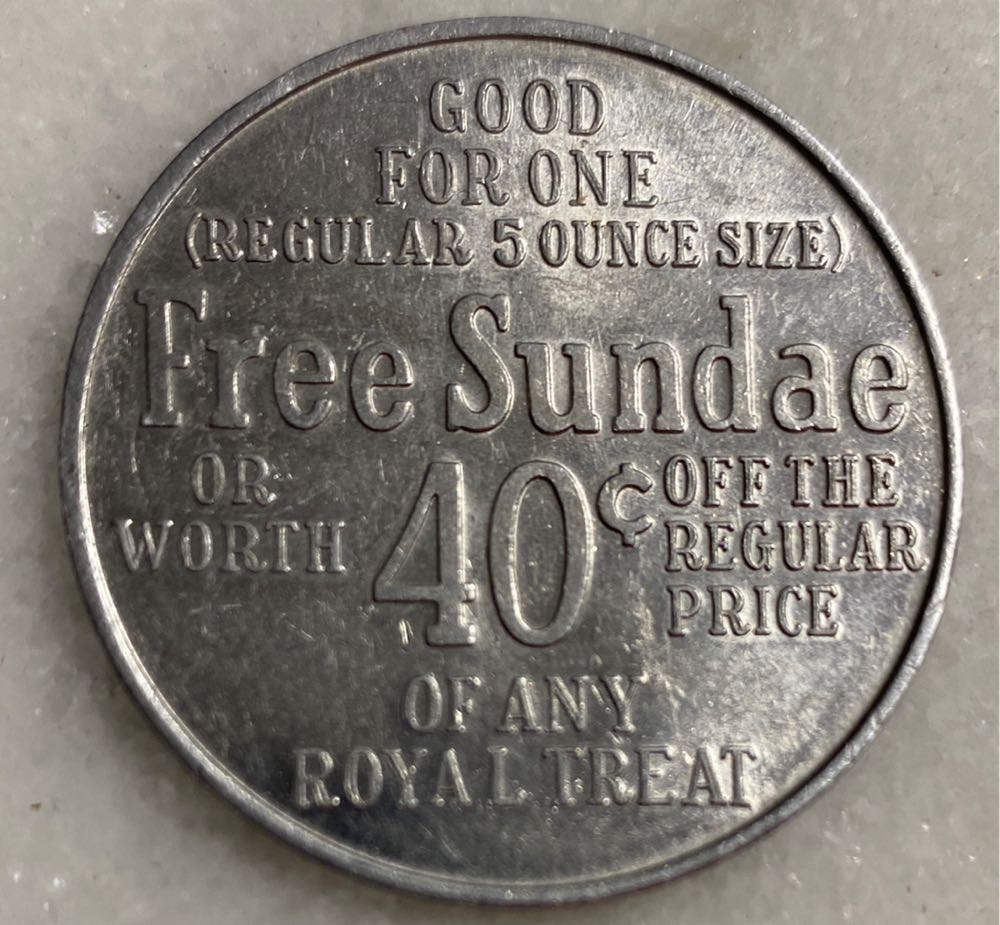 GOOD
FOR ONE
(REGULAR 5 OUNCE SIZE)
Free Sundae
OR
WORTH
40¢
OFF THE
REGULAR
PRICE
OF ANY
ROYAL TREAT